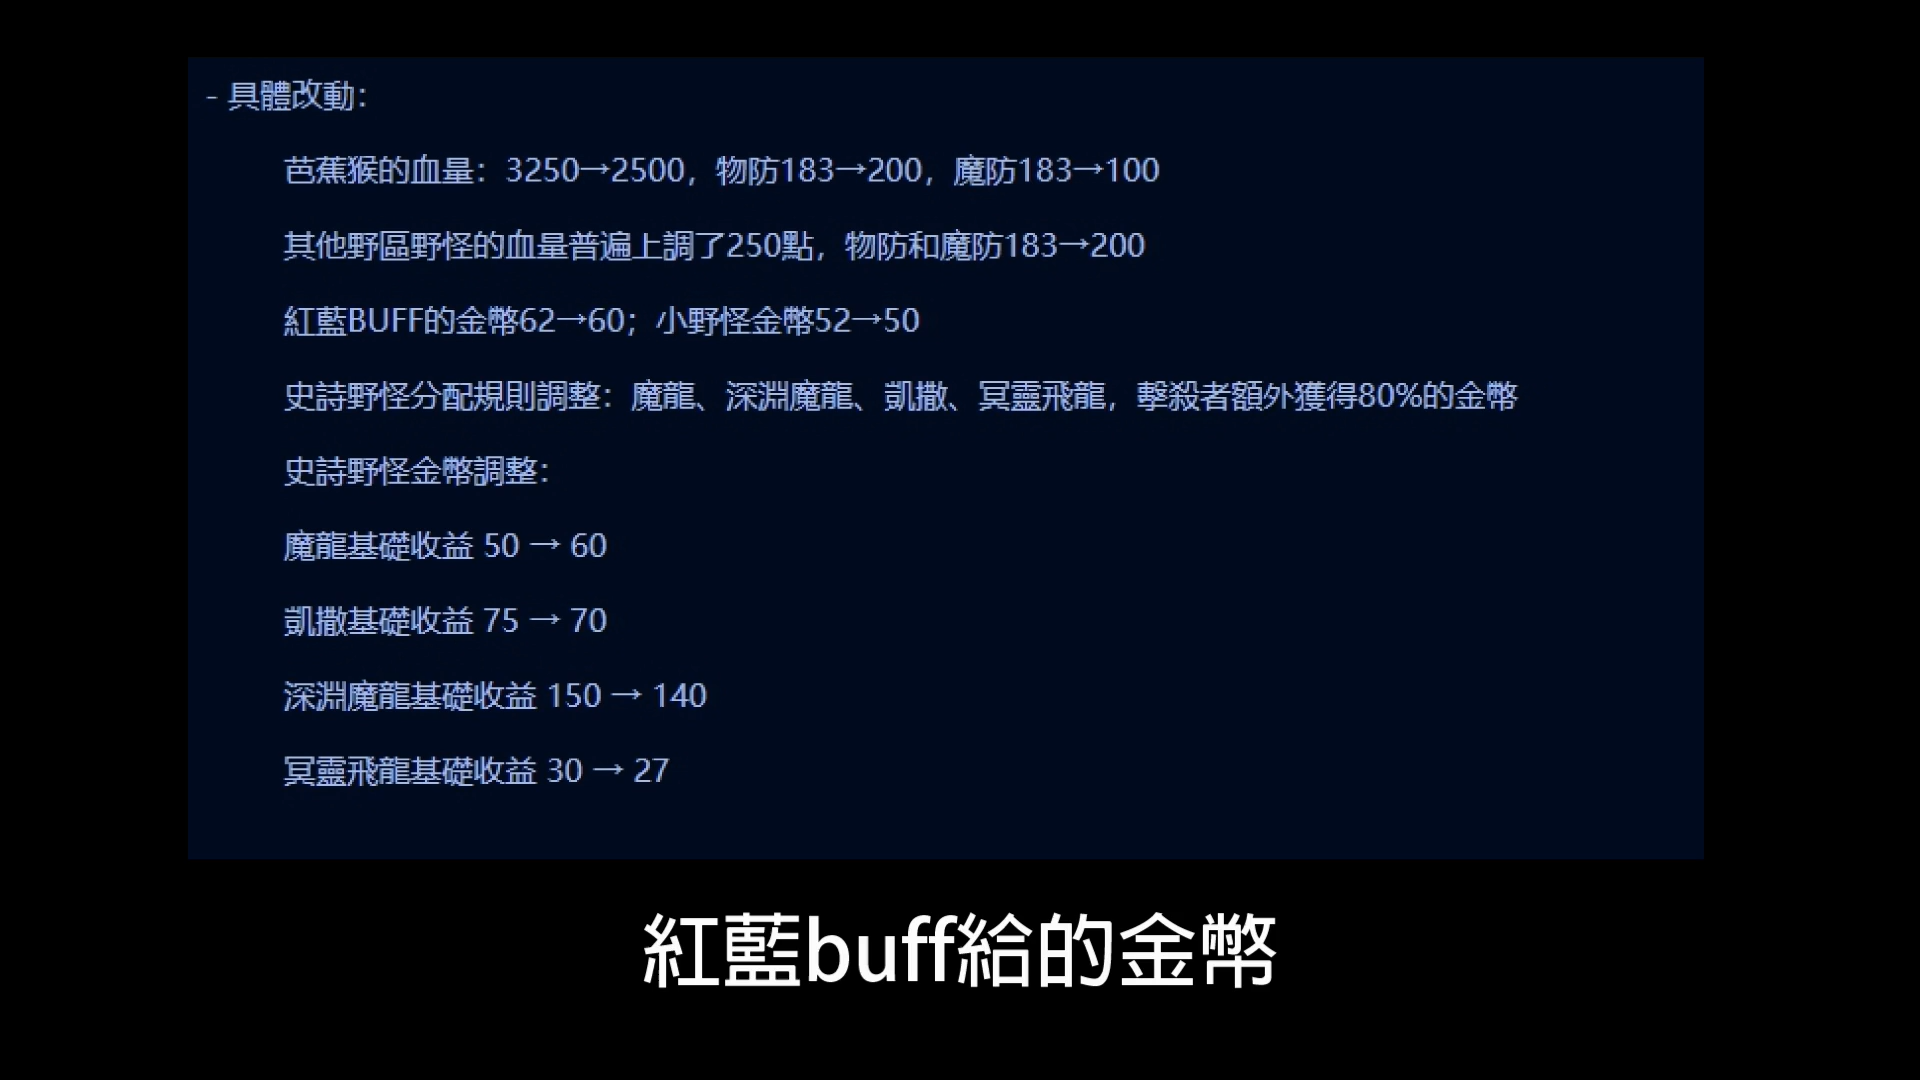 - 具體改動：
芭蕉猴的血量：3250→2500，物防183→200，魔防183→100
其他野區野怪的血量普遍上調了250點，物防和魔防183→200
紅藍BUFF的金幣62→60；小野怪金幣52→50
史詩野怪分配規則調整：魔龍、深淵魔龍、凱撒、冥靈飛龍，擊殺者額外獲得80%的金幣
史詩野怪金幣調整：
魔龍基礎收益 50 → 60
凱撒基礎收益 75 → 70
深淵魔龍基礎收益 150 → 140
冥靈飛龍基礎收益 30 → 27
紅藍buff給的金幣